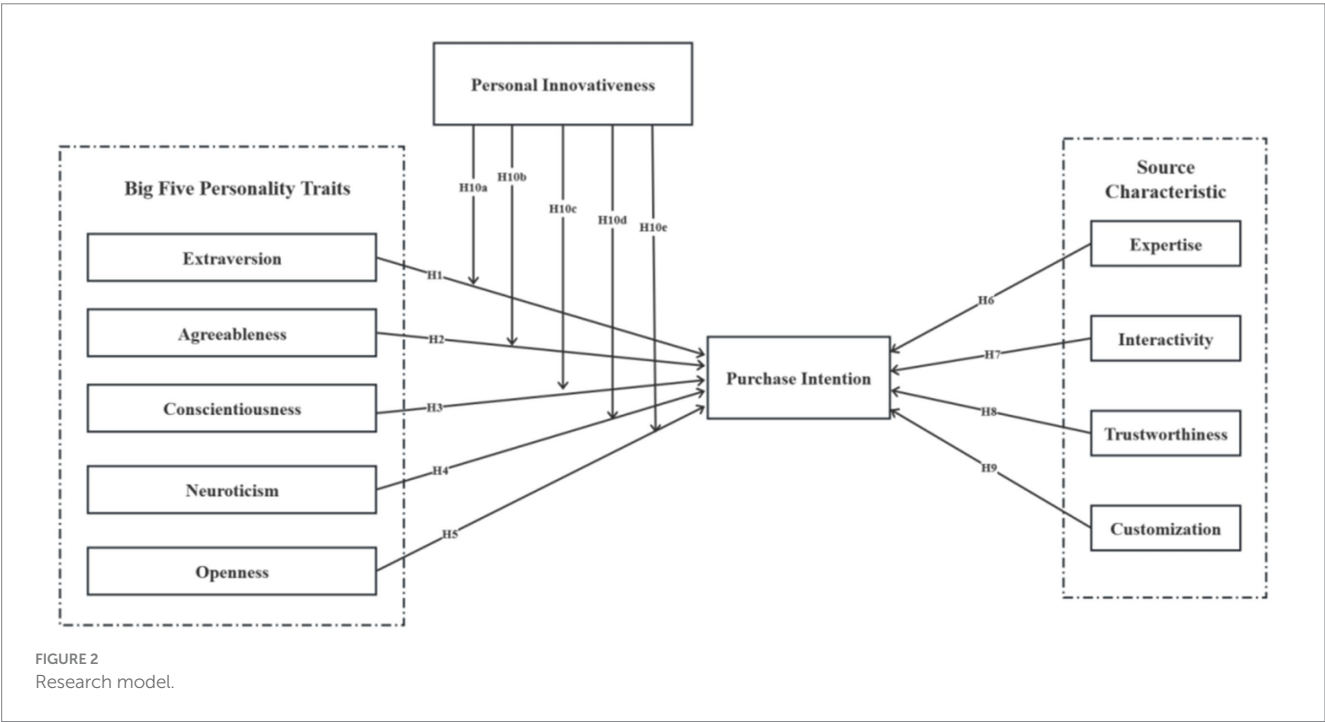 Personal Innovativeness
H10a
H10b
H10c
H10d
H10e
Big Five Personality Traits
Extraversion
Agreeableness
Conscientiousness
Neuroticism
Openness
H1
H2
H3
H4
H5
Purchase Intention
H6
H7
H8
H9
Source
Characteristic
Expertise
Interactivity
Trustworthiness
Customization
FIGURE 2
Research model.